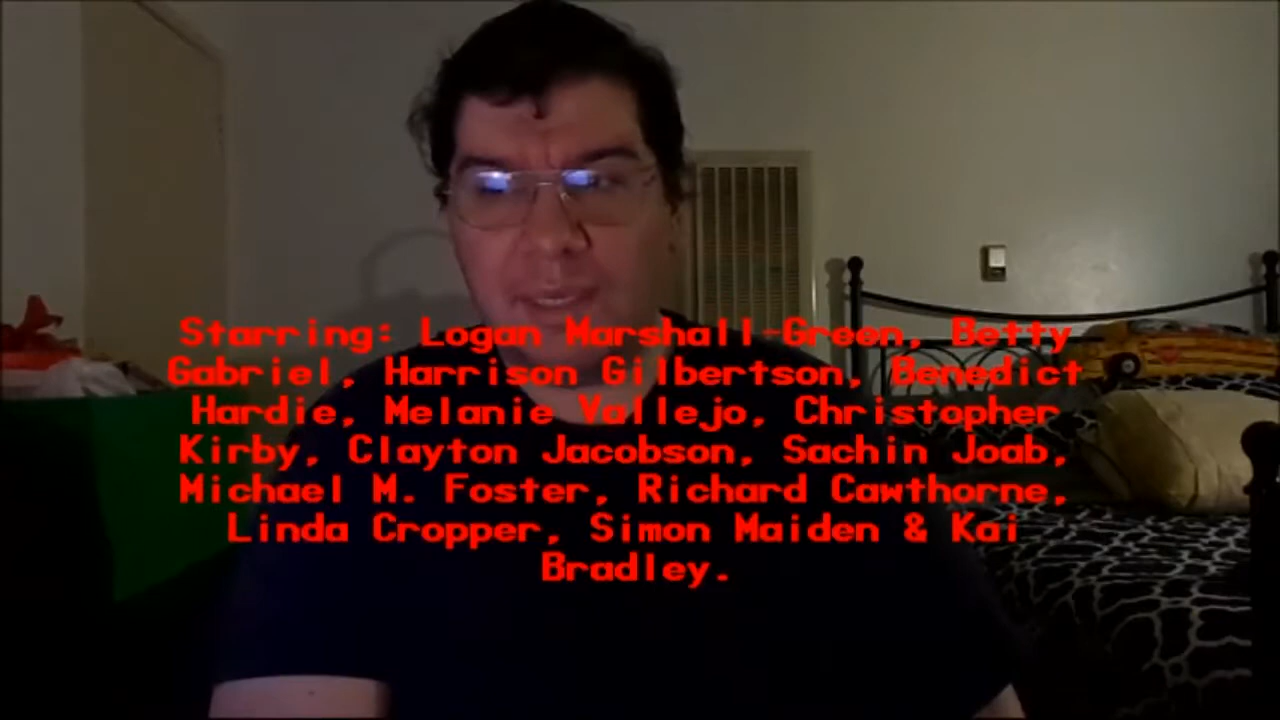 Starring: Logan Marshall-Green, Betty
Gabriel, Harrison Gilbertson, Benedict
Hardie, Melanie Vallejo, Christopher
Kirby, Clayton Jacobson, Sachin Joab,
Michael M. Foster, Richard Cawthorne,
Linda Cropper, Simon Maiden & Kai
Bradley.